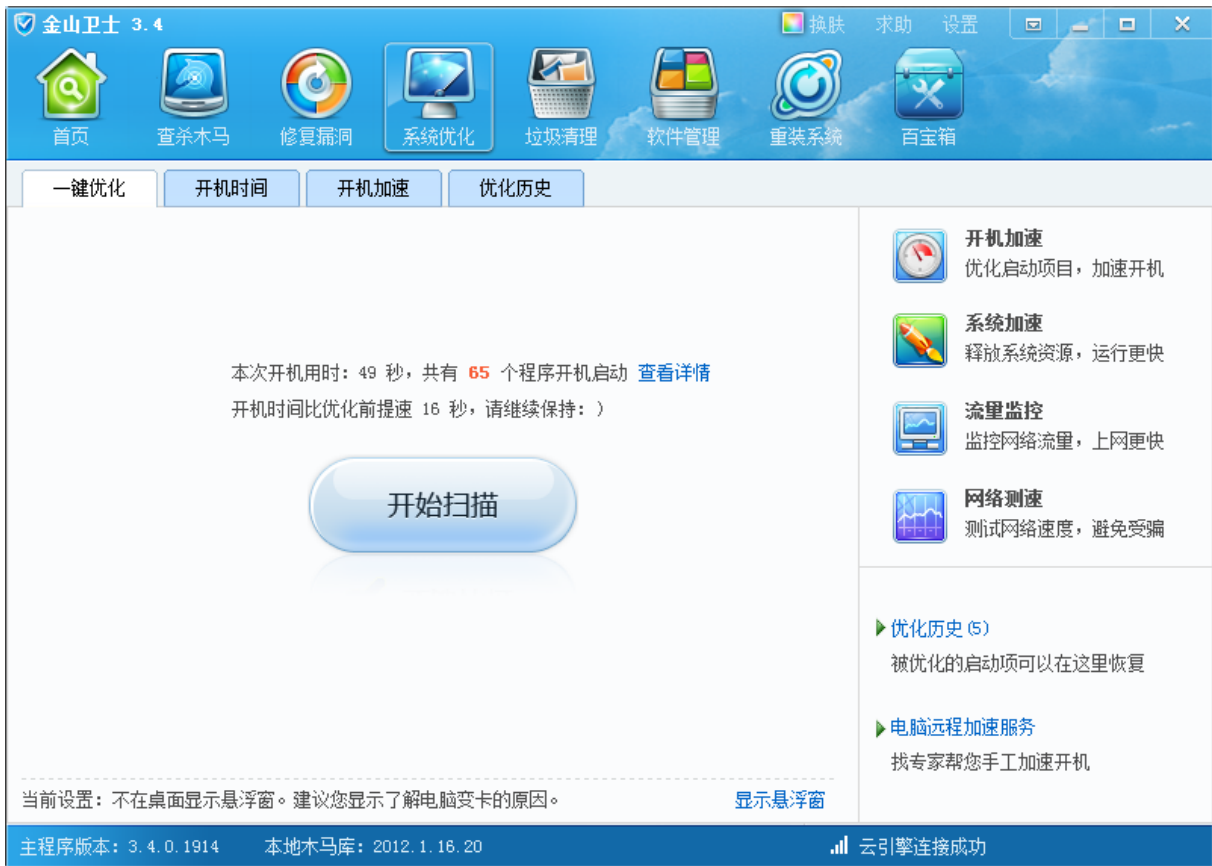 金山卫士 3.4
换肤 求助 设置
首页 查杀木马 修复漏洞 系统优化 垃圾清理 软件管理 重装系统 百宝箱
一键优化 开机时间 开机加速 优化历史
本次开机用时：49 秒，共有 65 个程序开机启动 查看详情
开机时间比优化前提速 16 秒，请继续保持：）
开始扫描
当前设置：不在桌面显示悬浮窗。建议您显示了解电脑变卡的原因。 显示悬浮窗
开机加速
优化启动项目，加速开机
系统加速
释放系统资源，运行更快
流量监控
监控网络流量，上网更快
网络测速
测试网络速度，避免受骗
优化历史(5)
被优化的启动项可以在这里恢复
电脑远程加速服务
找专家帮您手工加速开机
主程序版本：3.4.0.1914 本地木马库：2012.1.16.20 云引擎连接成功